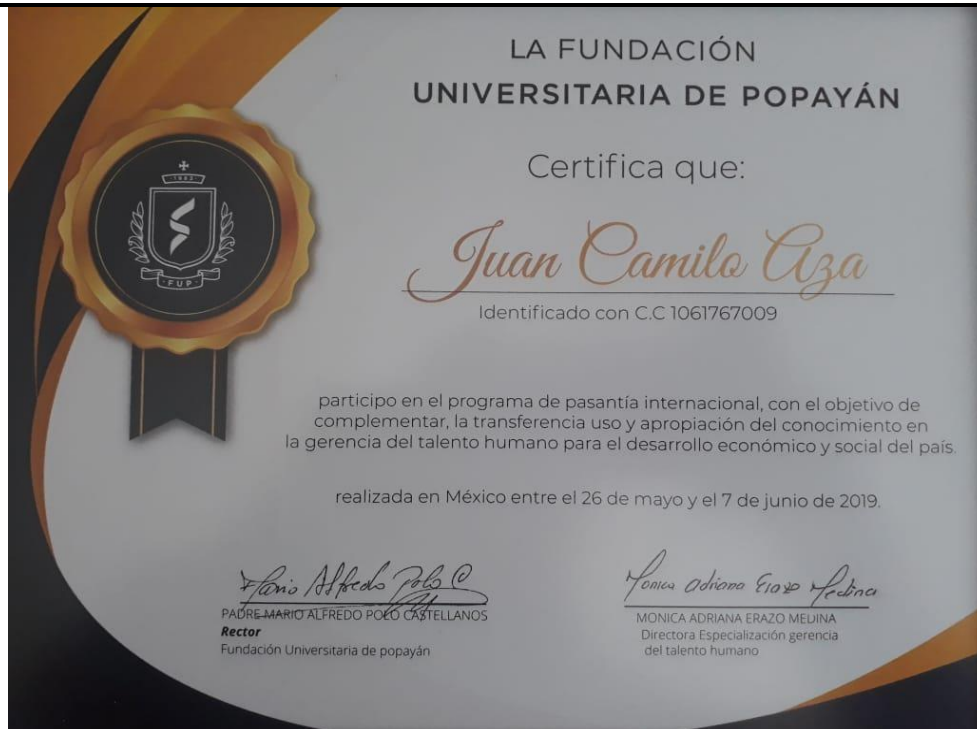 LA FUNDACIÓN
UNIVERSITARIA DE POPAYÁN
Certifica que:
Juan Camilo Aza
Identificado con C.C 1061767009
·1982·
·FUP·
participo en el programa de pasantía internacional, con el objetivo de
complementar, la transferencia uso y apropiación del conocimiento en
la gerencia del talento humano para el desarrollo económico y social del país.
realizada en México entre el 26 de mayo y el 7 de junio de 2019.
Mario Alfredo Polo C
Monica Adriana Erazo Medina
PADRE MARIO ALFREDO POLO CASTELLANOS
Rector
Fundación Universitaria de popayán
MONICA ADRIANA ERAZO MEDINA
Directora Especialización gerencia
del talento humano